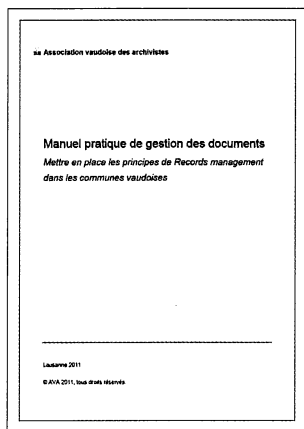 Association vaudoise des archivistes
Manuel pratique de gestion des documents
Mettre en place les principes de Records management
dans les communes vaudoises
Lausanne 2011
© AVA 2011, tous droits réservés